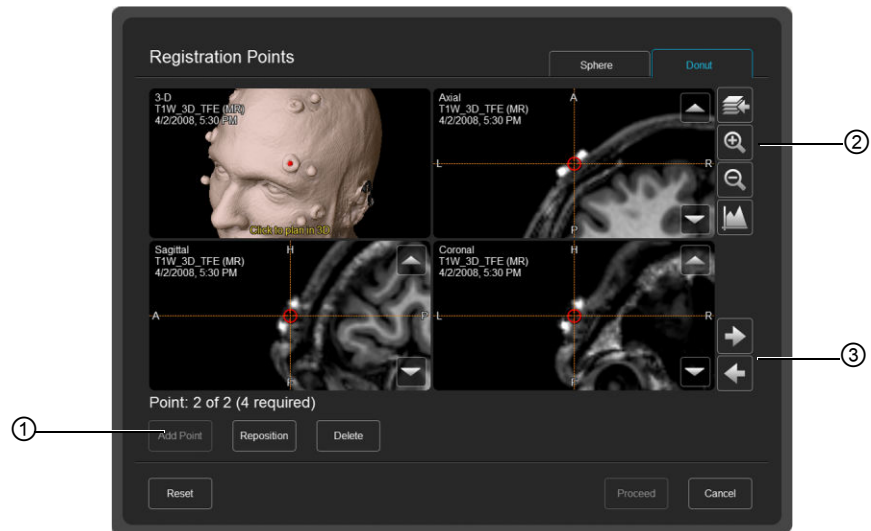 Registration Points
Sphere
Donut
3-D
T1W_3D_TFE (MR)
4/2/2008, 5:30 PM
Click to plan in 3D
Axial
T1W_3D_TFE (MR)
4/2/2008, 5:30 PM
A
L
R
P
Sagittal
T1W_3D_TFE (MR)
4/2/2008, 5:30 PM
H
A
P
F
Coronal
T1W_3D_TFE (MR)
4/2/2008, 5:30 PM
H
L
R
F
Point: 2 of 2 (4 required)
Add Point
Reposition
Delete
Reset
Proceed
Cancel
1
2
3